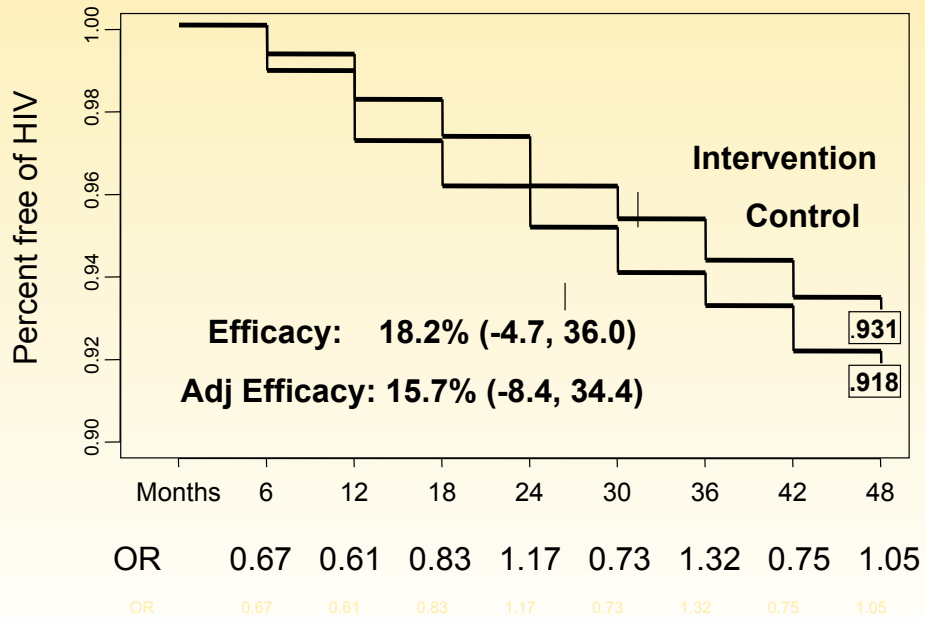 Percent free of HIV
1.00
0.98
0.96
0.94
0.92
0.90
Intervention
Control
Efficacy: 18.2% (-4.7, 36.0)
Adj Efficacy: 15.7% (-8.4, 34.4)
.931
.918
Months 6 12 18 24 30 36 42 48
OR 0.67 0.61 0.83 1.17 0.73 1.32 0.75 1.05
OR 0.67 0.61 0.83 1.17 0.73 1.32 0.75 1.05